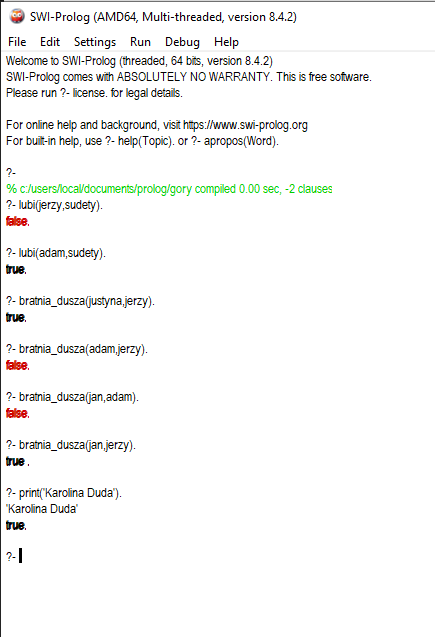 SWI-Prolog (AMD64, Multi-threaded, version 8.4.2)
File Edit Settings Run Debug Help
Welcome to SWI-Prolog (threaded, 64 bits, version 8.4.2)
SWI-Prolog comes with ABSOLUTELY NO WARRANTY. This is free software.
Please run ?- license. for legal details.
For online help and background, visit https://www.swi-prolog.org
For built-in help, use ?- help(Topic). or ?- apropos(Word).
?-
% c:/users/local/documents/prolog/gory compiled 0.00 sec, -2 clauses
?- lubi(jerzy,sudety).
false.
?- lubi(adam,sudety).
true.
?- bratnia_dusza(justyna,jerzy).
true.
?- bratnia_dusza(adam,jerzy).
false.
?- bratnia_dusza(jan,adam).
false.
?- bratnia_dusza(jan,jerzy).
true .
?- print('Karolina Duda').
'Karolina Duda'
true.
?-